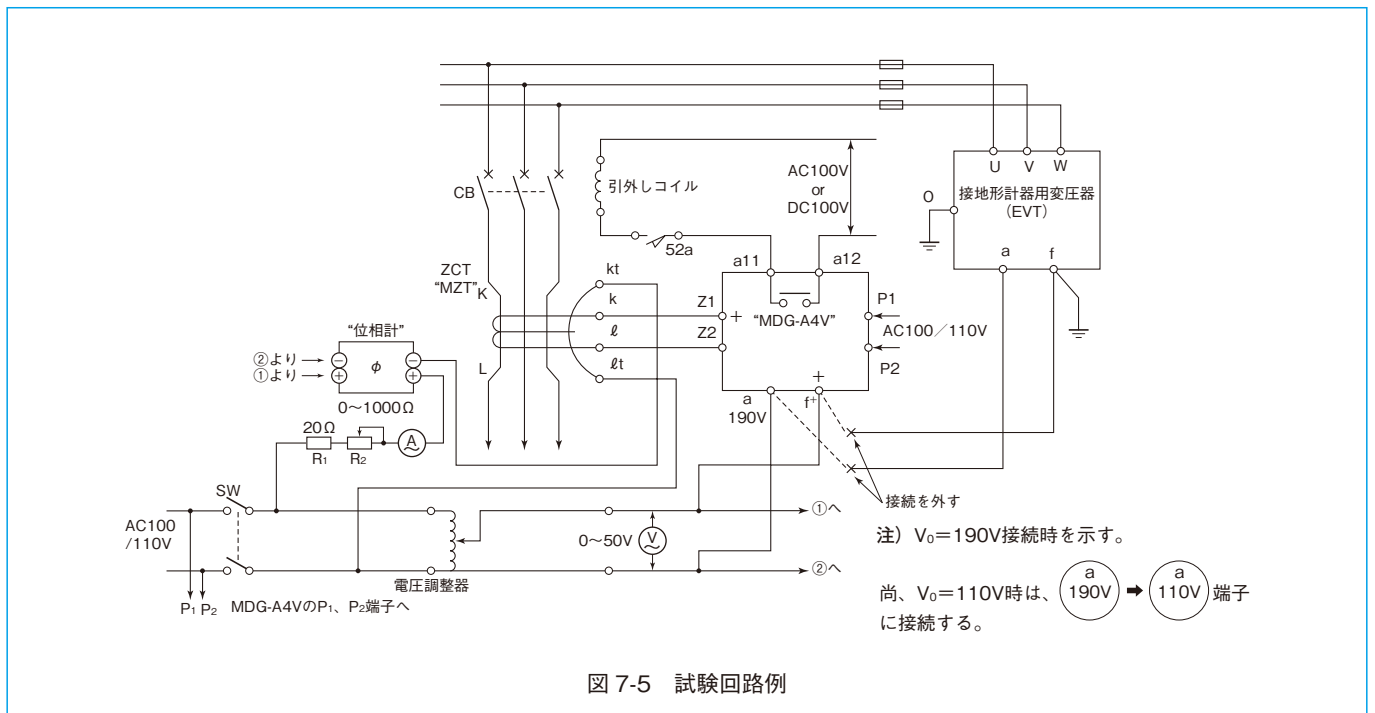 U V W
接地形計器用変圧器
（EVT）
O
a f
AC100V
or
DC100V
引外しコイル
CB
52a
a11 a12
ZCT
“MZT” K
kt
k
ℓ
ℓt
L
Z1 +
Z2
“MDG-A4V”
P1
AC100／110V
P2
a
190V
+
f+
“位相計”
②より
①より
− φ −
+ +
0～1000Ω
20Ω
R₁ R₂
A
SW
AC100
/110V
電圧調整器
0～50V
V
①へ
②へ
P₁ P₂ MDG-A4VのP₁、P₂端子へ
接続を外す
注）V₀＝190V接続時を示す。
尚、V₀＝110V時は、 a 190V ➡ a 110V 端子
に接続する。
図 7-5 試験回路例